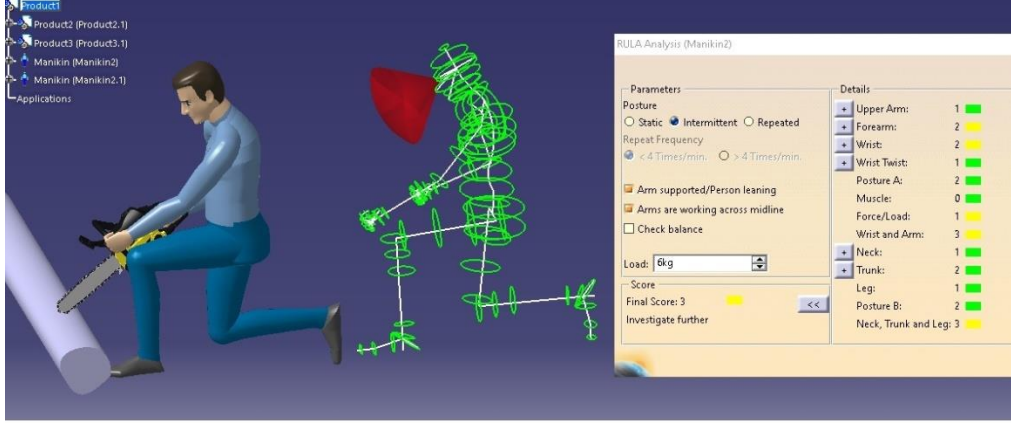 Product1
Product2 (Product2.1)
Product3 (Product3.1)
Manikin (Manikin2)
Manikin (Manikin2.1)
Applications
RULA Analysis (Manikin2)
Parameters
Posture
Static Intermittent Repeated
Repeat Frequency
< 4 Times/min. > 4 Times/min.
Arm supported/Person leaning
Arms are working across midline
Check balance
Load: 6kg
Score
Final Score: 3
Investigate further
<<
Details
+ Upper Arm: 1
+ Forearm: 2
+ Wrist: 2
+ Wrist Twist: 1
Posture A: 2
Muscle: 0
Force/Load: 1
Wrist and Arm: 3
+ Neck: 1
+ Trunk: 2
Leg: 1
Posture B: 2
Neck, Trunk and Leg: 3